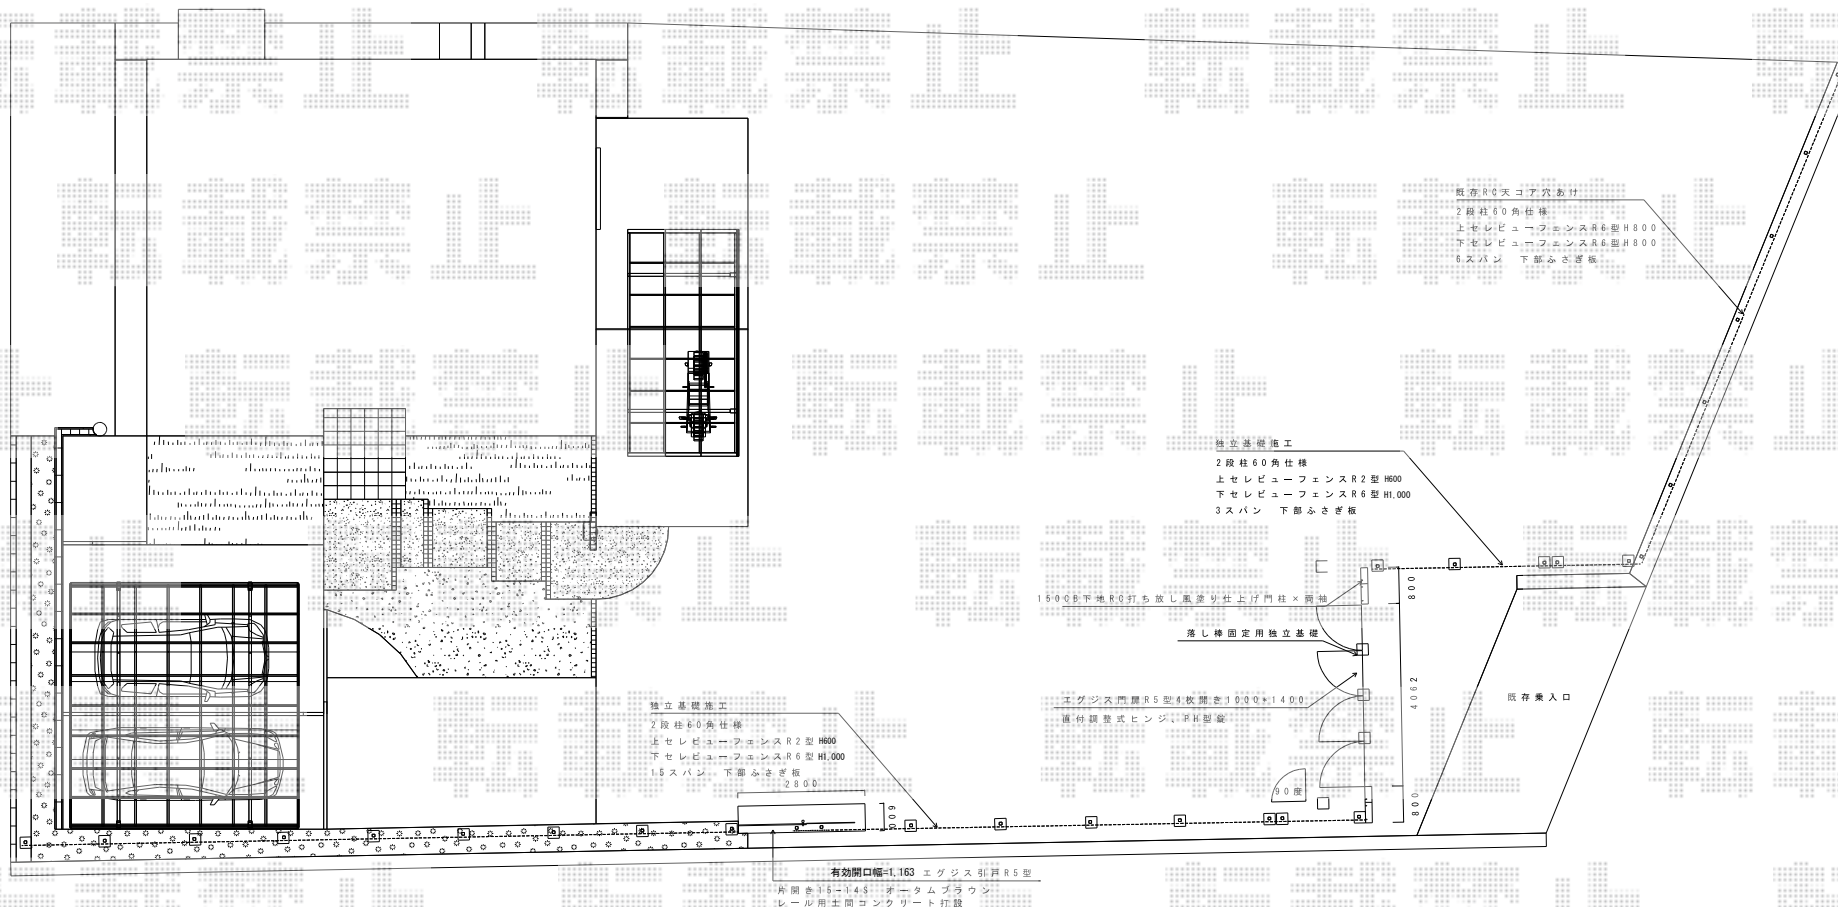 転載禁止
既存RC天コア穴あけ
2段柱60角仕様
上セレビューフェンスR6型H800
下セレビューフェンスR6型H800
6スパン 下部ふさぎ板
独立基礎施工
2段柱60角仕様
上セレビューフェンスR2型 H600
下セレビューフェンスR6型 H1,000
3スパン 下部ふさぎ板
800
150CB下地RC打ち放し風塗り仕上げ門柱×両袖
落し棒固定用独立基礎
4062
エグジス門扉R5型4枚開き1000+1400
直付調整式ヒンジ、PH型錠
既存乗入口
独立基礎施工
2段柱60角仕様
上セレビューフェンスR2型 H600
下セレビューフェンスR6型 H1,000
15スパン 下部ふさぎ板
2800
600
90度
800
有効開口幅=1,163 エグジス引戸R5型
片開き15-14S オータムブラウン
レール用土間コンクリート打設